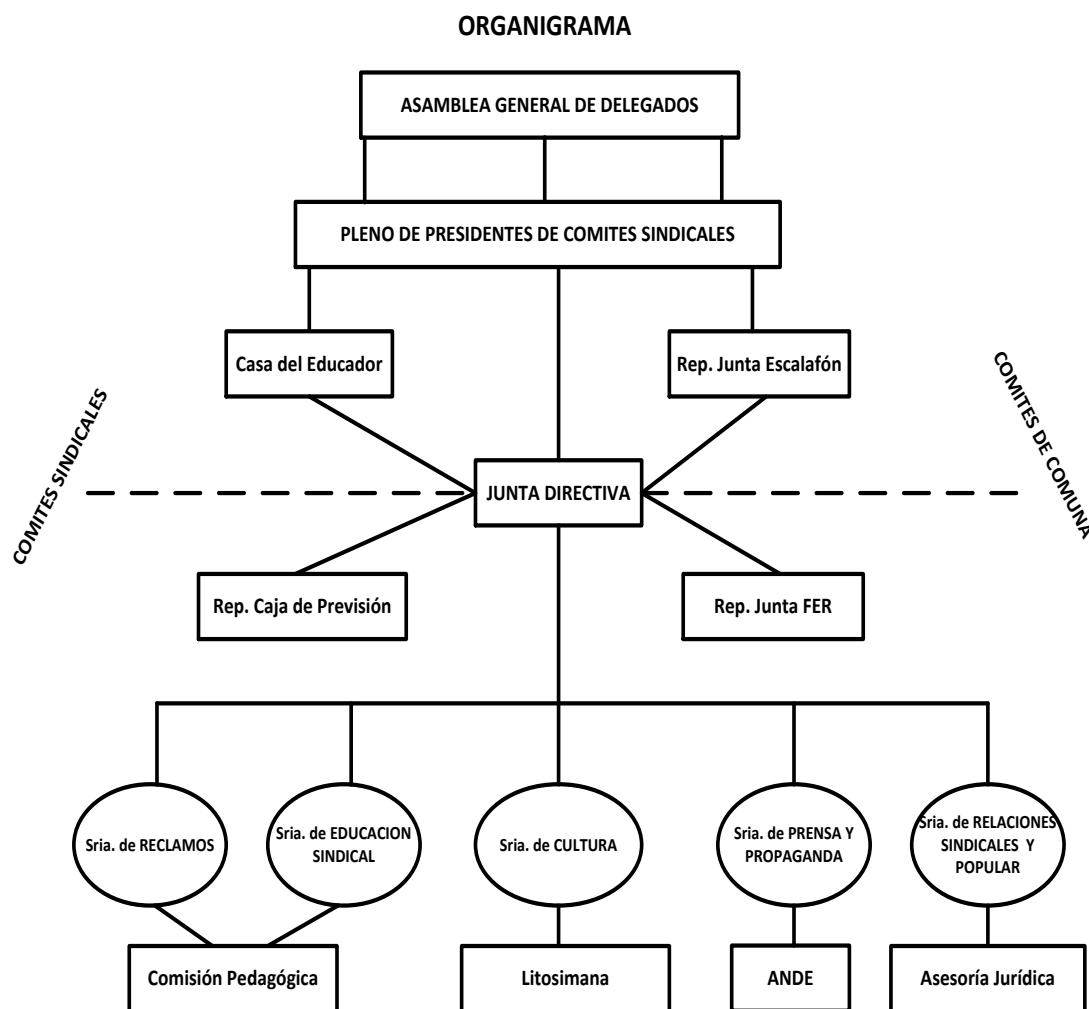 ORGANIGRAMA
ASAMBLEA GENERAL DE DELEGADOS
PLENO DE PRESIDENTES DE COMITES SINDICALES
Casa del Educador
Rep. Junta Escalafón
COMITES SINDICALES
JUNTA DIRECTIVA
COMITES DE COMUNA
Rep. Caja de Previsión
Rep. Junta FER
Sria. de RECLAMOS
Sria. de EDUCACION
SINDICAL
Sria. de CULTURA
Sria. de PRENSA Y
PROPAGANDA
Sria. de RELACIONES
SINDICALES Y
POPULAR
Comisión Pedagógica
Litosimana
ANDE
Asesoría Jurídica